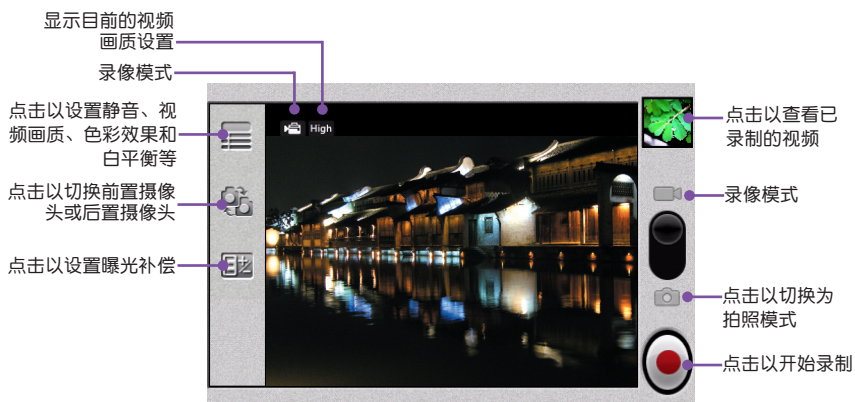 显示目前的视频
画质设置
录像模式
点击以设置静音、视
频画质、色彩效果和
白平衡等
点击以切换前置摄像
头或后置摄像头
点击以设置曝光补偿
High
点击以查看已
录制的视频
录像模式
点击以切换为
拍照模式
点击以开始录制